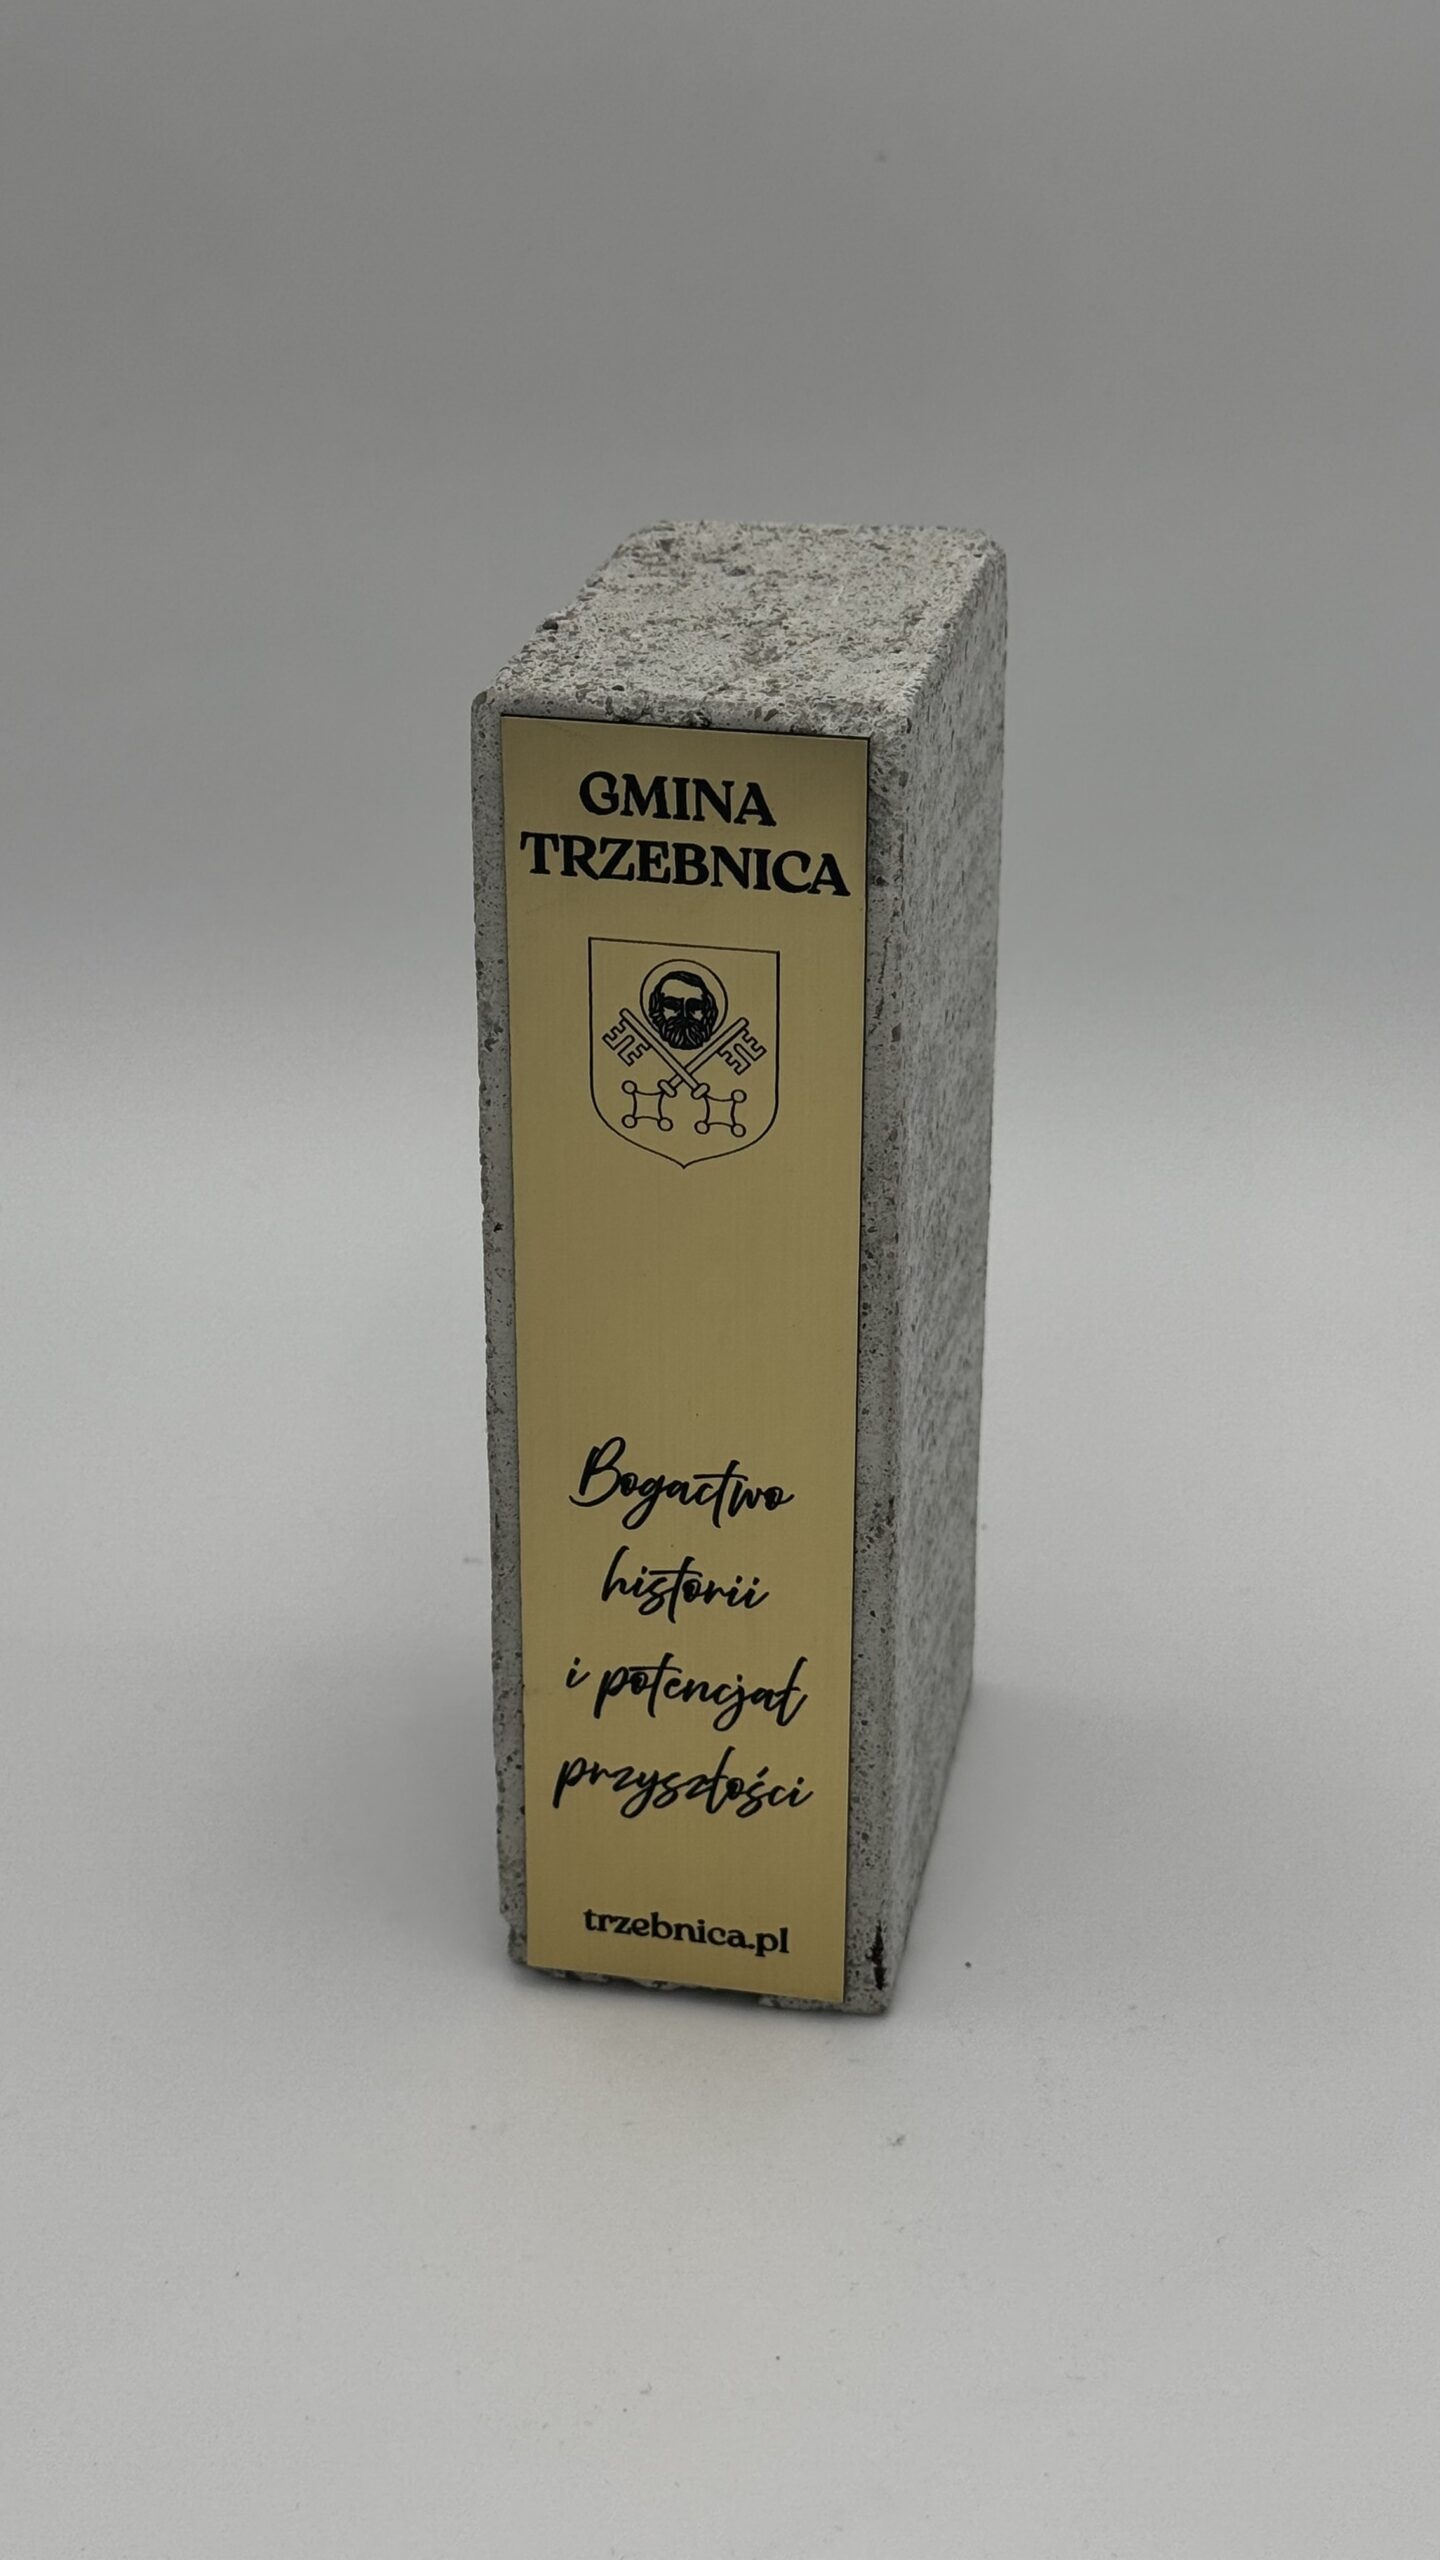 GMINA
TRZEBNICA
Bogactwo
historii
i potencjał
przyszłości
trzebnica.pl